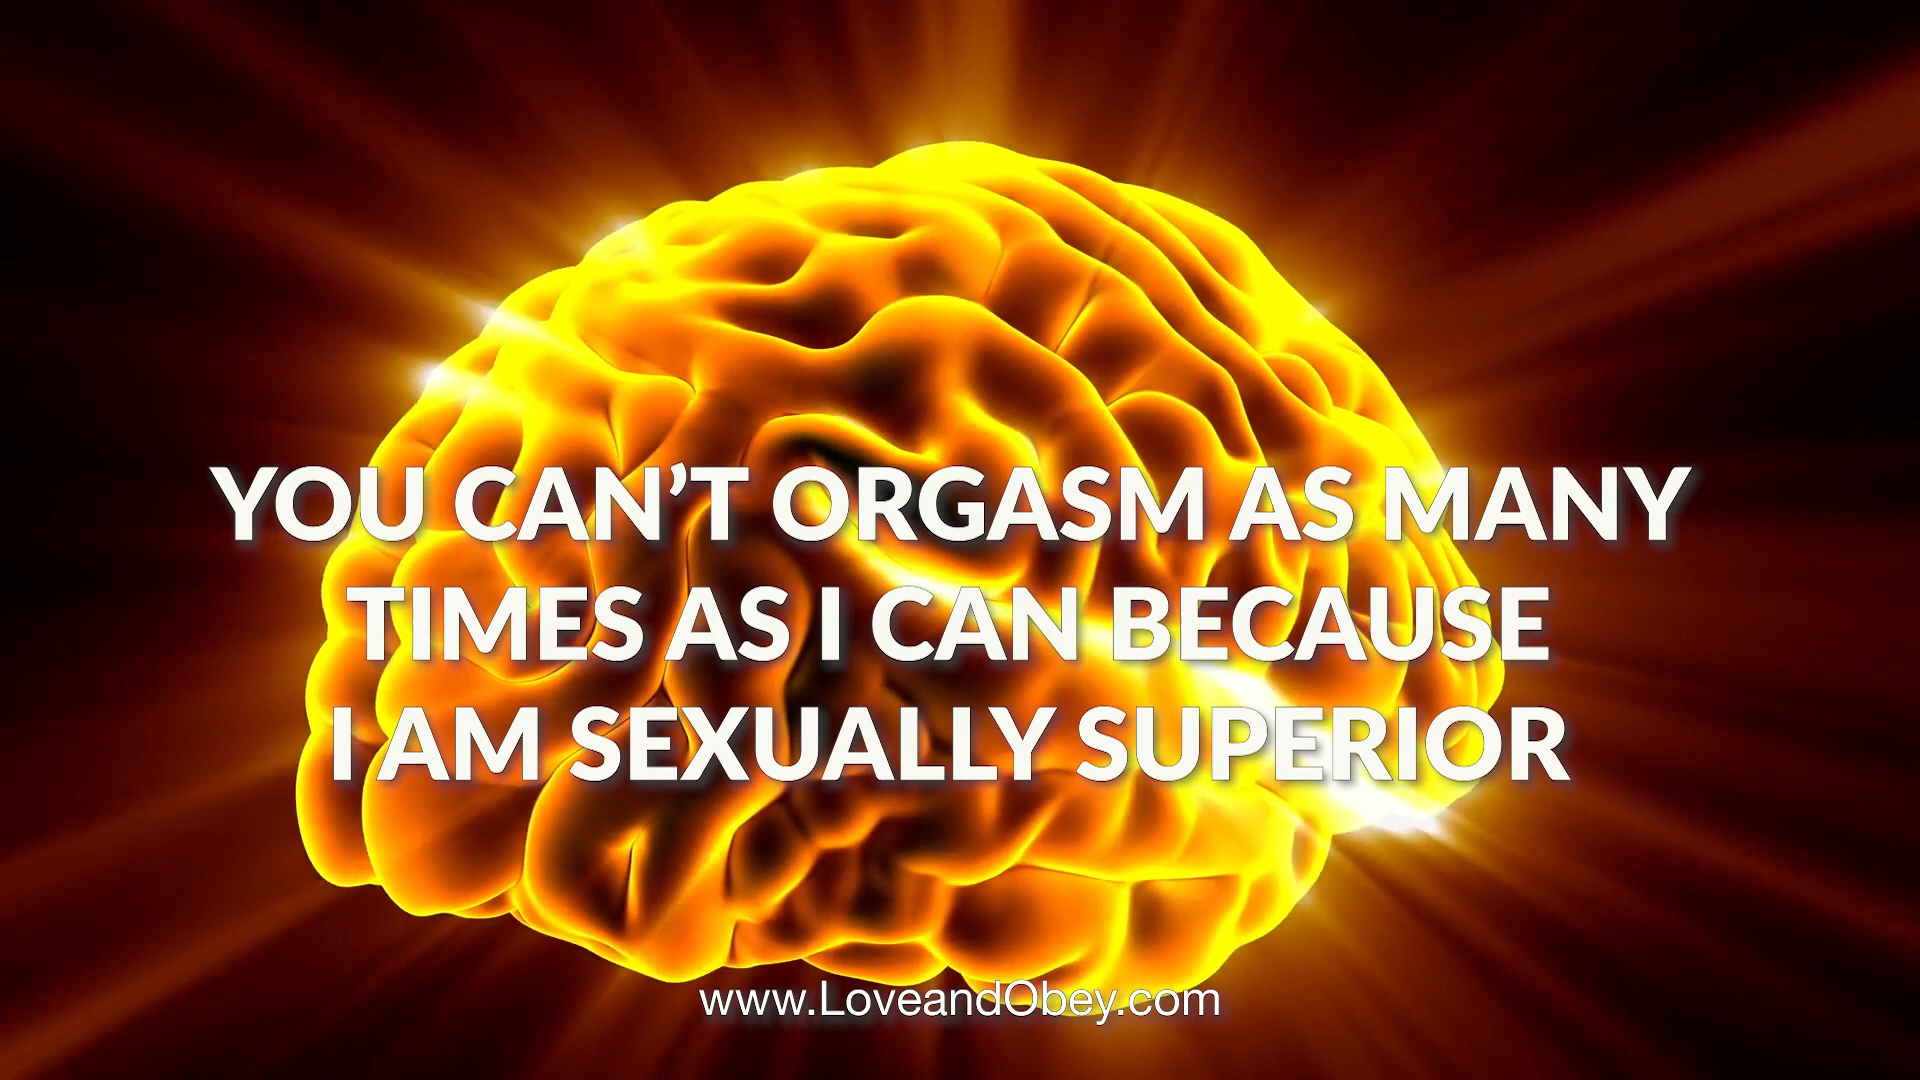 YOU CAN’T ORGASM AS MANY
TIMES AS I CAN BECAUSE
I AM SEXUALLY SUPERIOR
www.LoveandObey.com